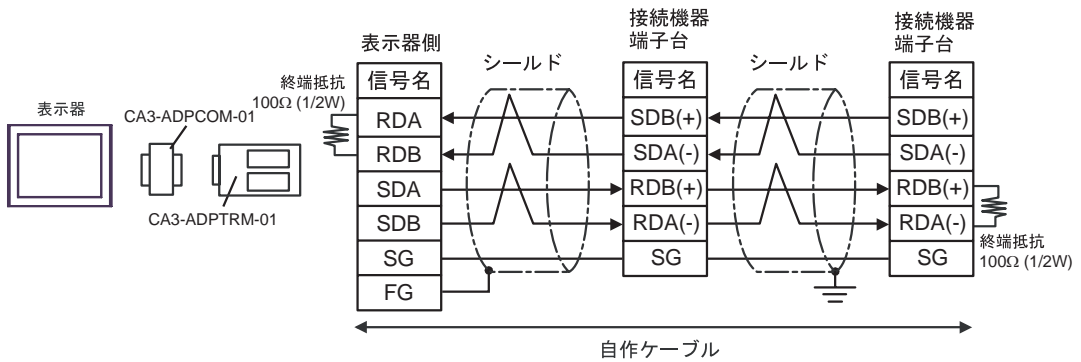 表示器
CA3-ADPCOM-01
CA3-ADPTRM-01
終端抵抗
100Ω (1/2W)
表示器側
信号名
RDA
RDB
SDA
SDB
SG
FG
シールド
接続機器
端子台
信号名
SDB(+)
SDA(-)
RDB(+)
RDA(-)
SG
シールド
接続機器
端子台
信号名
SDB(+)
SDA(-)
RDB(+)
RDA(-)
SG
終端抵抗
100Ω (1/2W)
自作ケーブル